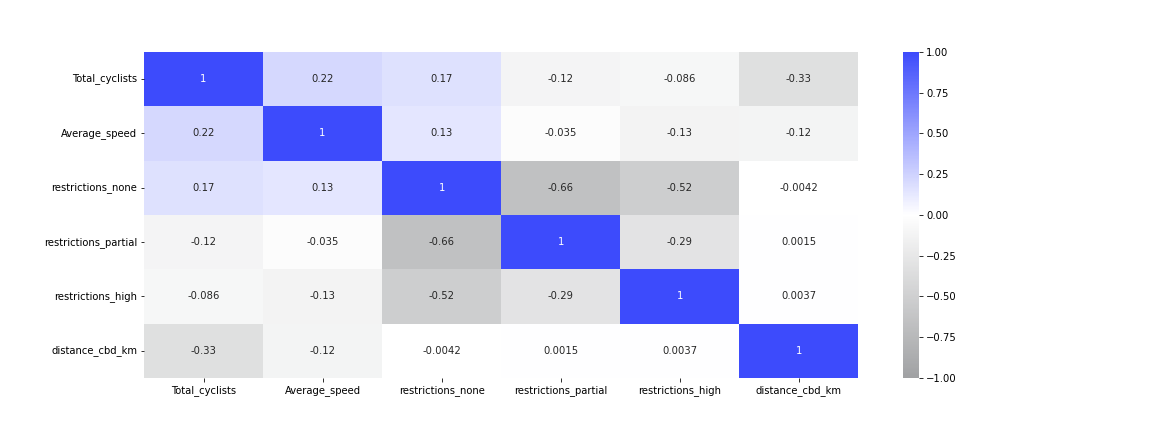 Total_cyclists 1 0.22 0.17 -0.12 -0.086 -0.33
Average_speed 0.22 1 0.13 -0.035 -0.13 -0.12
restrictions_none 0.17 0.13 1 -0.66 -0.52 -0.0042
restrictions_partial -0.12 -0.035 -0.66 1 -0.29 0.0015
restrictions_high -0.086 -0.13 -0.52 -0.29 1 0.0037
distance_cbd_km -0.33 -0.12 -0.0042 0.0015 0.0037 1
Total_cyclists Average_speed restrictions_none restrictions_partial restrictions_high distance_cbd_km
1.00
0.75
0.50
0.25
0.00
−0.25
−0.50
−0.75
−1.00